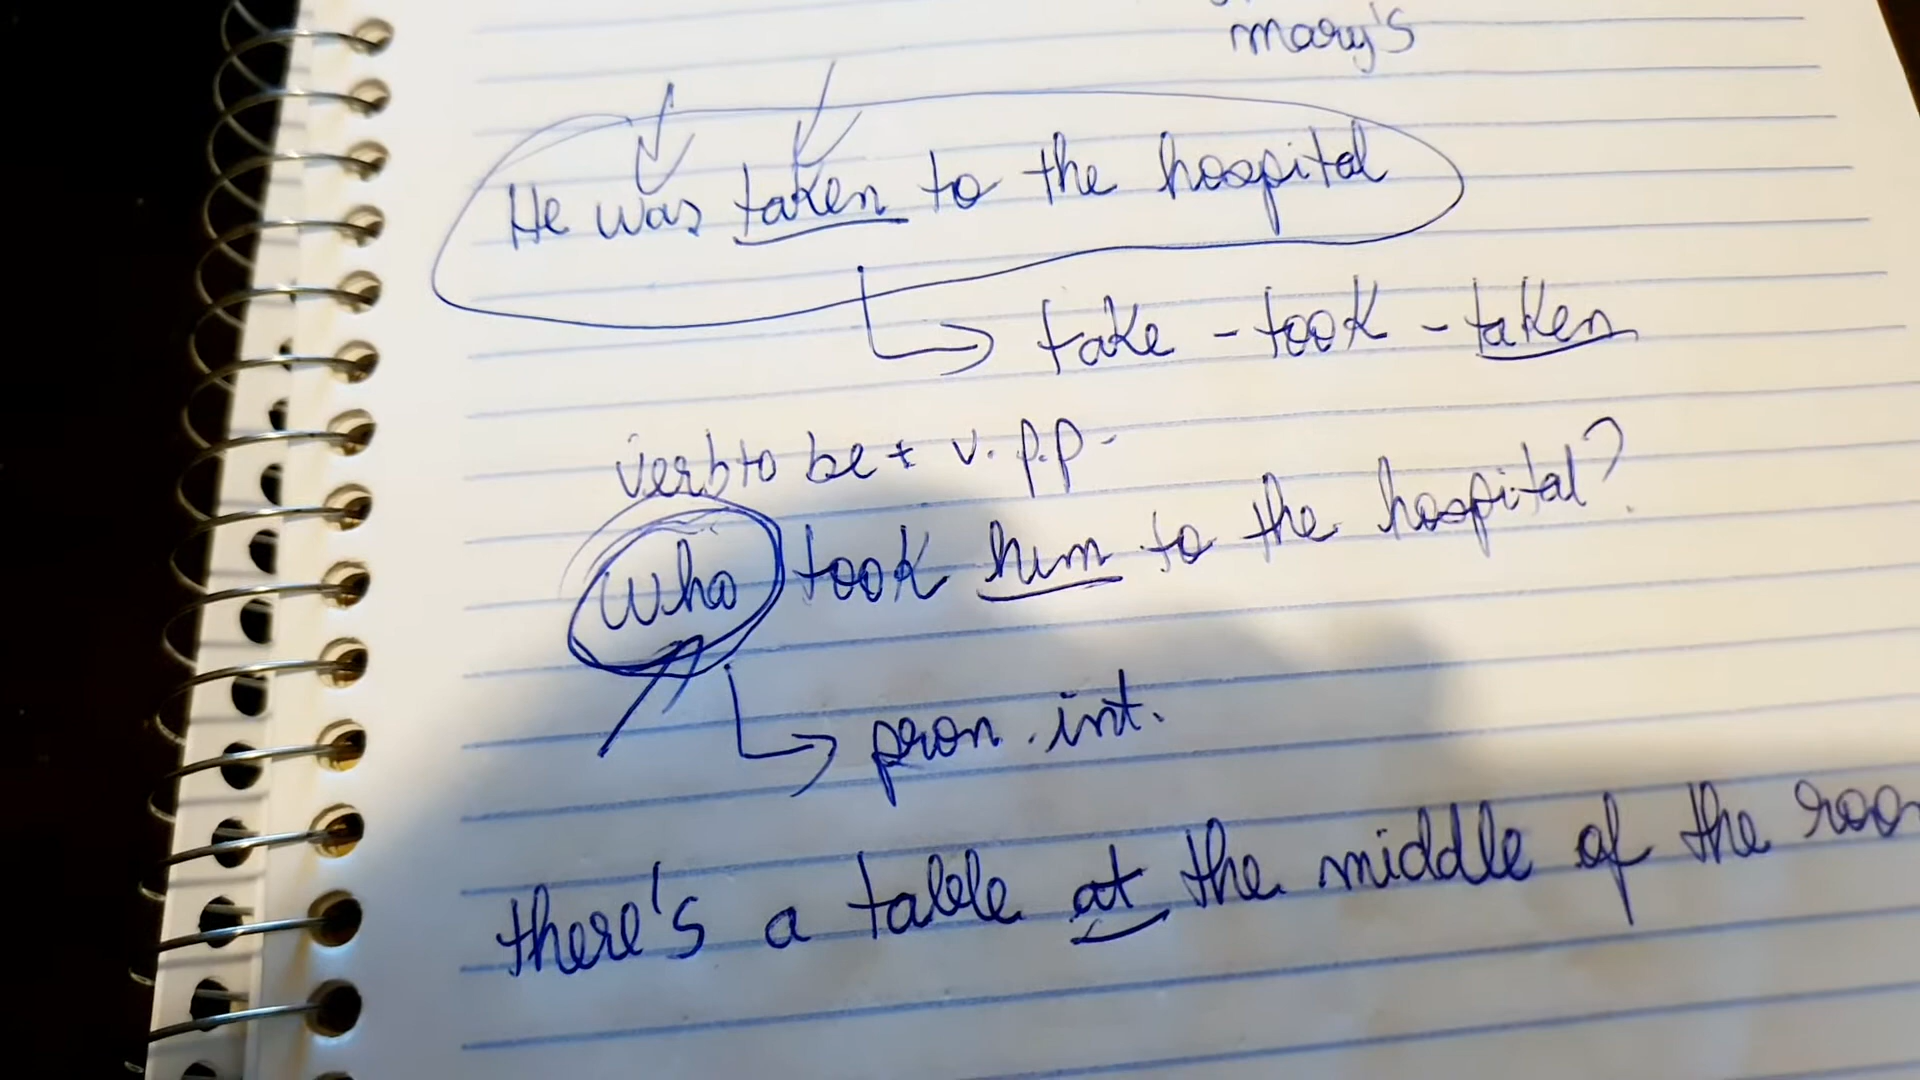 mary's
He was taken to the hospital
take - took - taken
verb to be + v. p.p.
who took him to the hospital?
pron. int.
there's a table at the middle of the